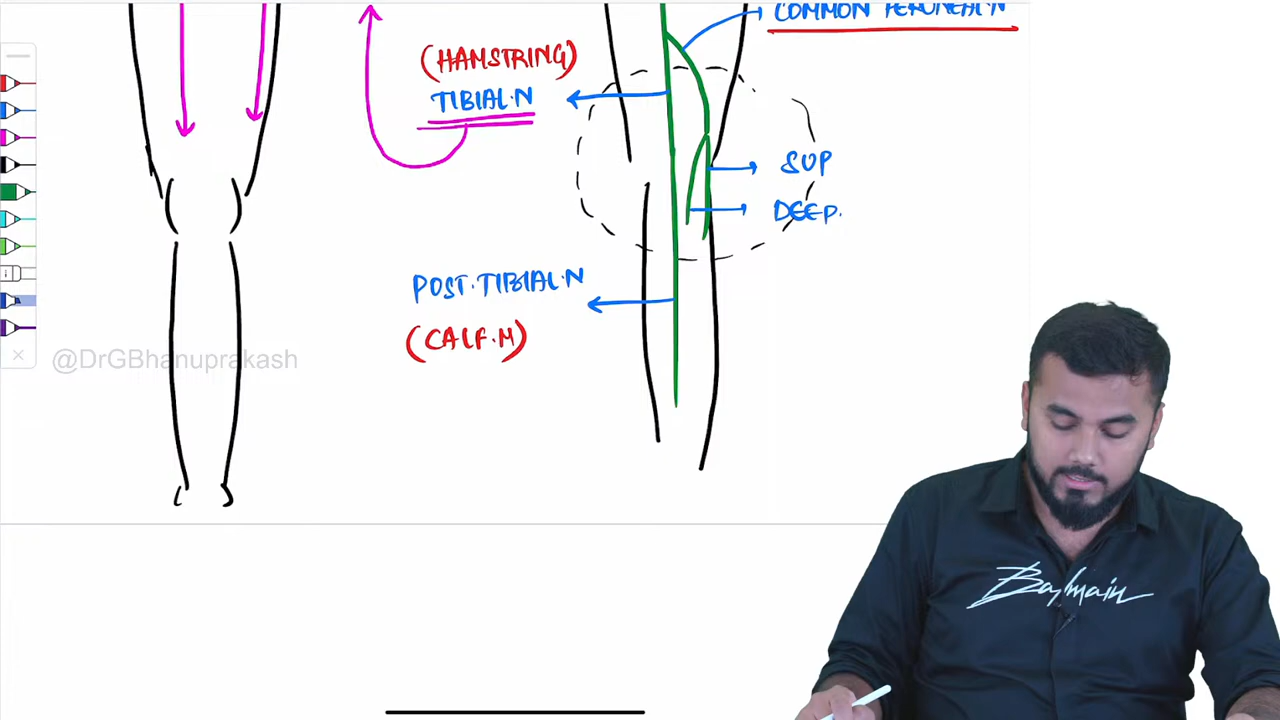 COMMON PERONEAL.N
(HAMSTRING)
TIBIAL.N
SUP
DEEP.
POST.TIBIAL.N
(CALF.M)
@DrGBhanuprakash
Balmain